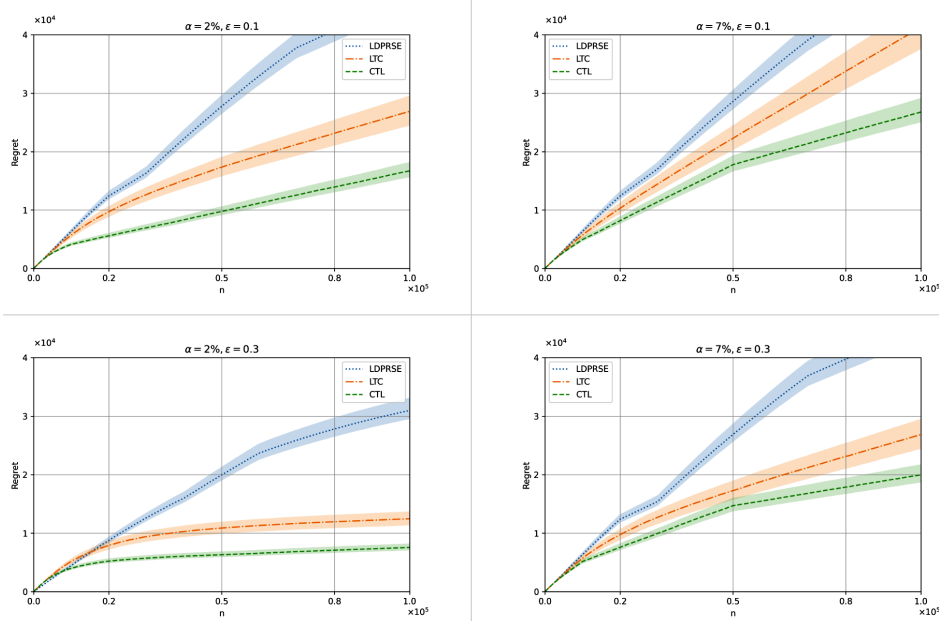 α = 2%, ε = 0.1
×10⁴
4
3
2
1
0
Regret
LDPRSE
LTC
CTL
0.0 0.2 0.5 0.8 1.0
n
×10⁵
α = 7%, ε = 0.1
×10⁴
4
3
2
1
0
Regret
LDPRSE
LTC
CTL
0.0 0.2 0.5 0.8 1.0
n
×10⁵
α = 2%, ε = 0.3
×10⁴
4
3
2
1
0
Regret
LDPRSE
LTC
CTL
0.0 0.2 0.5 0.8 1.0
n
×10⁵
α = 7%, ε = 0.3
×10⁴
4
3
2
1
0
Regret
LDPRSE
LTC
CTL
0.0 0.2 0.5 0.8 1.0
n
×10⁵